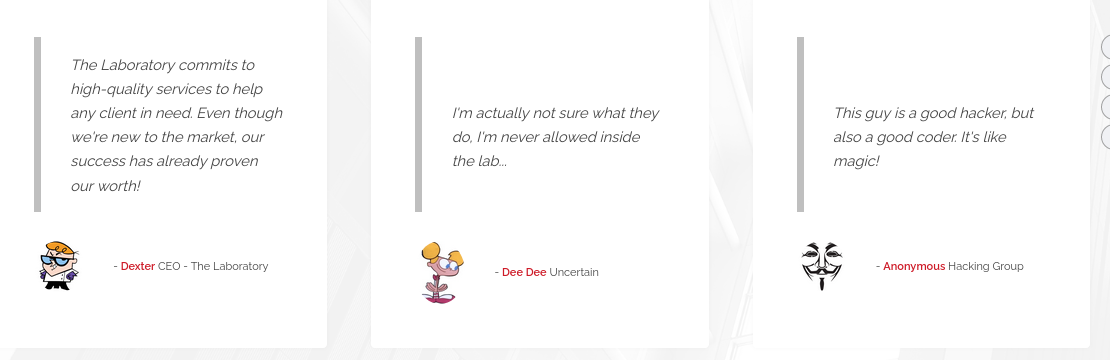 The Laboratory commits to
high-quality services to help
any client in need. Even though
we're new to the market, our
success has already proven
our worth!
- Dexter CEO - The Laboratory
I'm actually not sure what they
do, I'm never allowed inside
the lab...
- Dee Dee Uncertain
This guy is a good hacker, but
also a good coder. It's like
magic!
- Anonymous Hacking Group